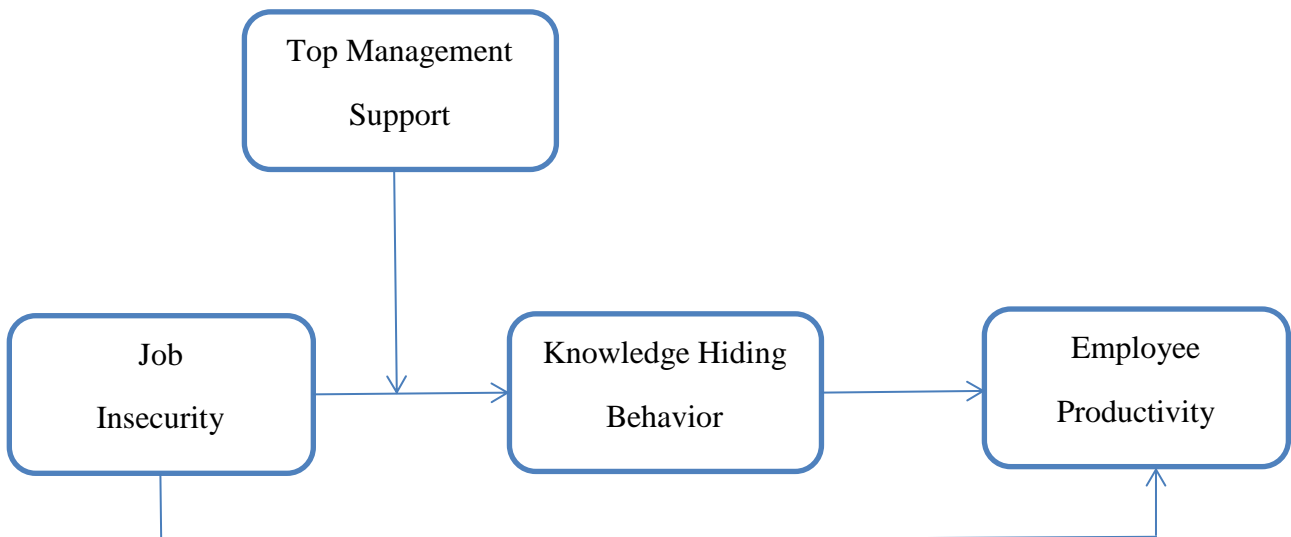 Top Management
Support
Job
Insecurity
Knowledge Hiding
Behavior
Employee
Productivity